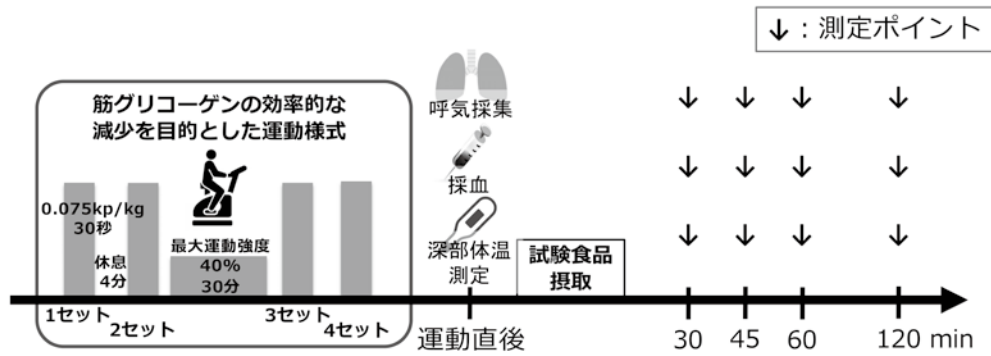 ↓：測定ポイント
筋グリコーゲンの効率的な
減少を目的とした運動様式
0.075kp/kg
30秒
休息
4分
最大運動強度
40%
30分
1セット
2セット
3セット
4セット
呼気採集
採血
深部体温
測定
運動直後
試験食品
摂取
30 45 60 120 min